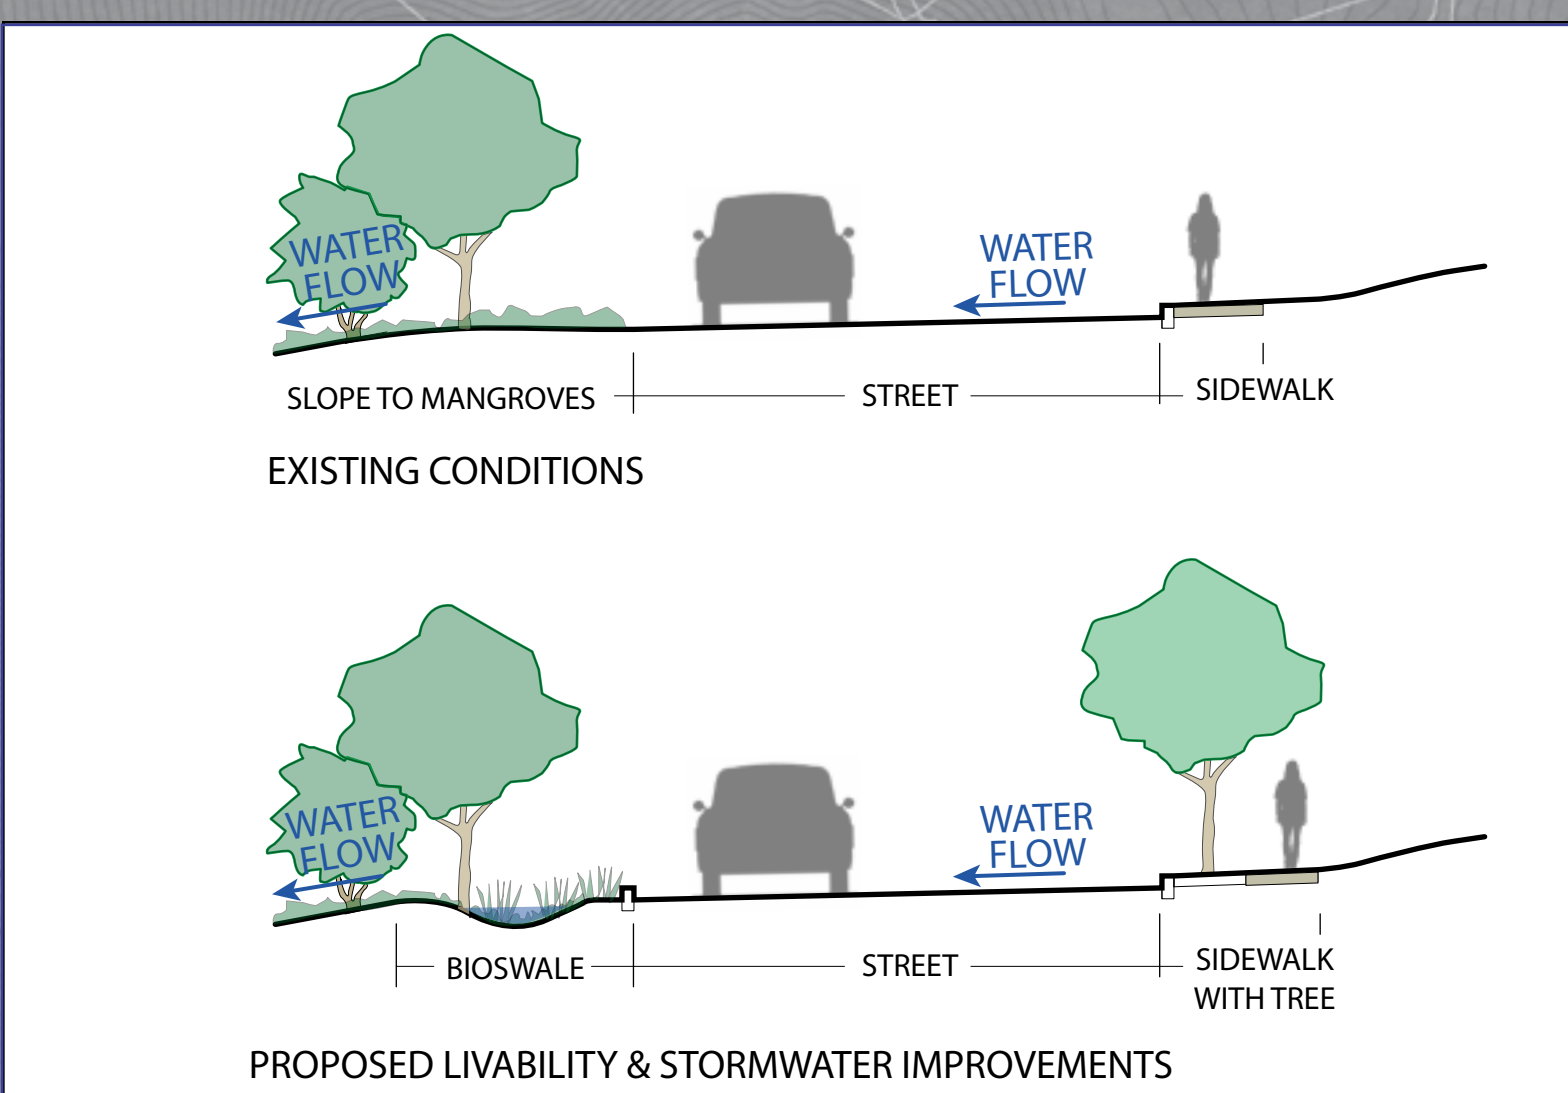 WATER
FLOW
WATER
FLOW
SLOPE TO MANGROVES
STREET
SIDEWALK
EXISTING CONDITIONS
WATER
FLOW
WATER
FLOW
BIOSWALE
STREET
SIDEWALK
WITH TREE
PROPOSED LIVABILITY & STORMWATER IMPROVEMENTS